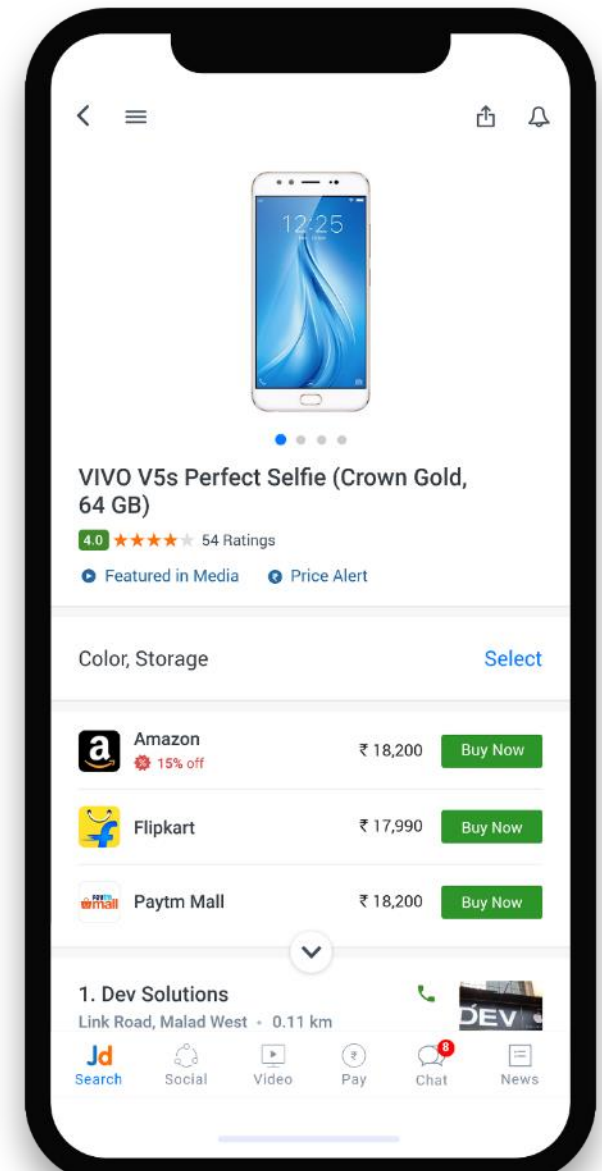 12:25
VIVO V5s Perfect Selfie (Crown Gold,
64 GB)
4.0 54 Ratings
Featured in Media ₹ Price Alert
Color, Storage Select
a Amazon
₹ 18,200 Buy Now
% 15% off
Flipkart ₹ 17,990 Buy Now
paytm mall Paytm Mall ₹ 18,200 Buy Now
1. Dev Solutions
DEV
Link Road, Malad West • 0.11 km
Jd ₹ 8
Search Social Video Pay Chat News